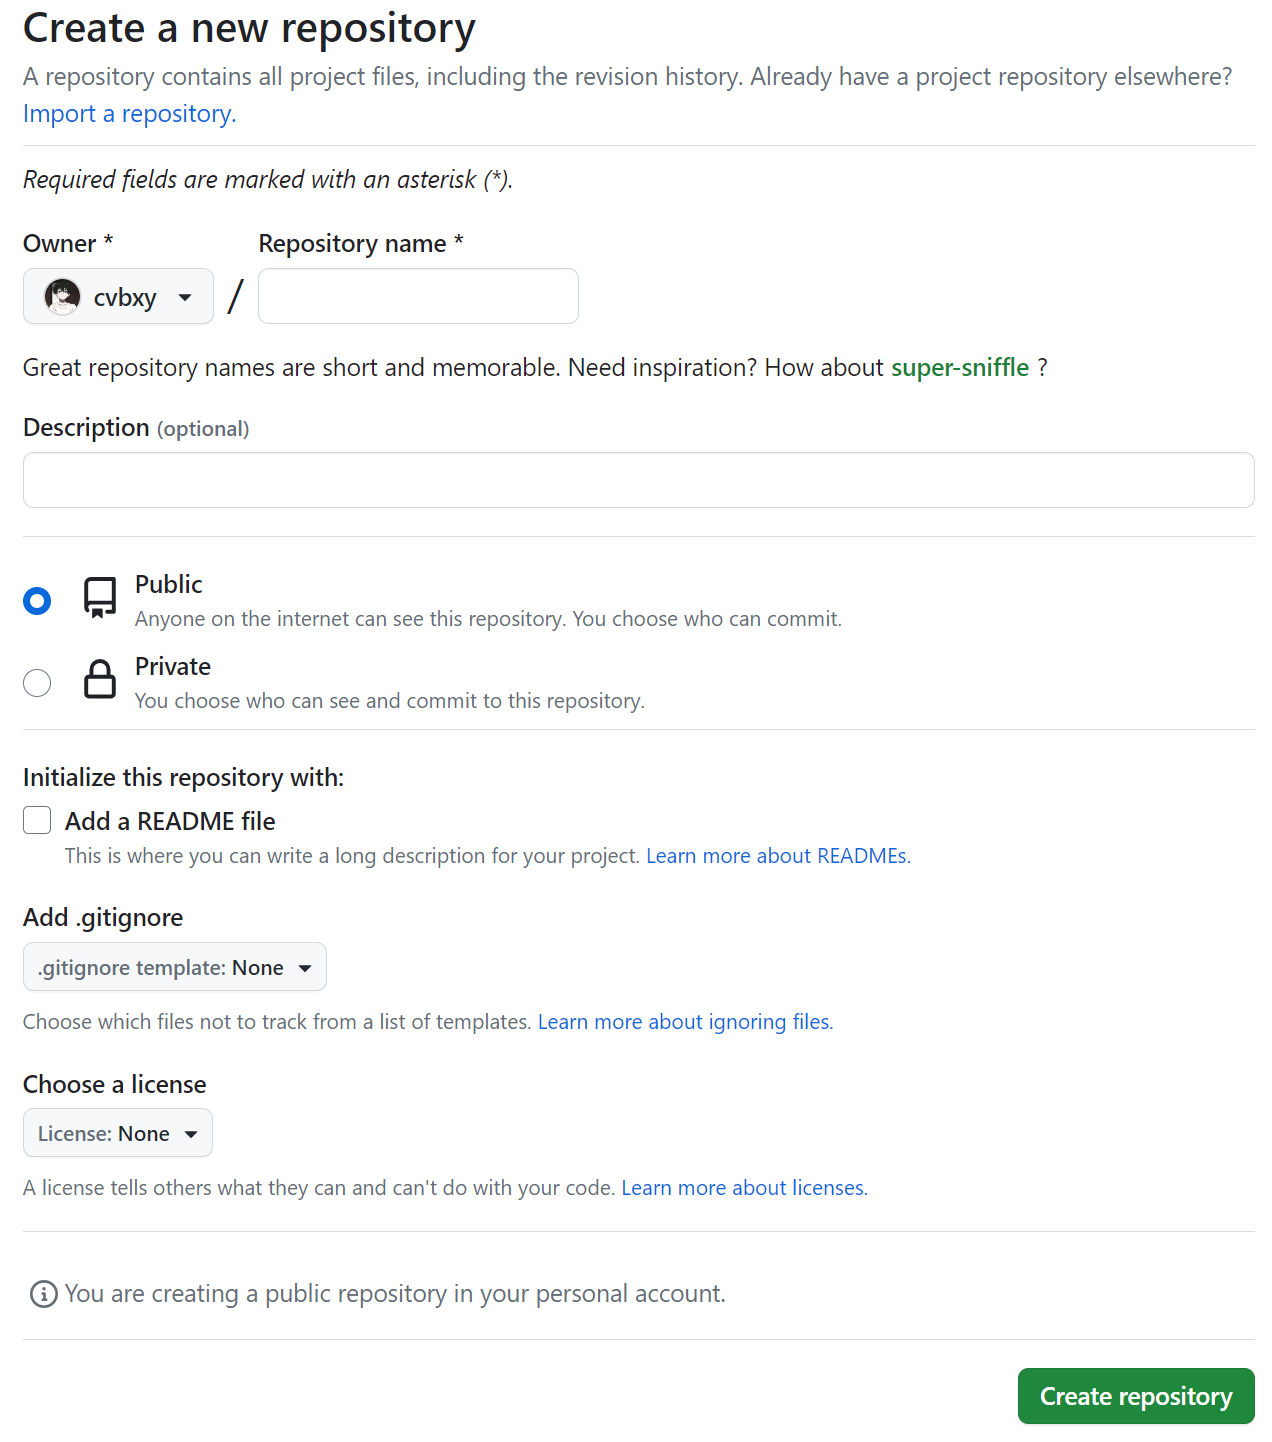 Create a new repository
A repository contains all project files, including the revision history. Already have a project repository elsewhere?
Import a repository.
Required fields are marked with an asterisk (*).
Owner *
Repository name *
cvbxy
/
Great repository names are short and memorable. Need inspiration? How about super-sniffle ?
Description (optional)
Public
Anyone on the internet can see this repository. You choose who can commit.
Private
You choose who can see and commit to this repository.
Initialize this repository with:
Add a README file
This is where you can write a long description for your project. Learn more about READMEs.
Add .gitignore
.gitignore template: None
Choose which files not to track from a list of templates. Learn more about ignoring files.
Choose a license
License: None
A license tells others what they can and can't do with your code. Learn more about licenses.
You are creating a public repository in your personal account.
Create repository